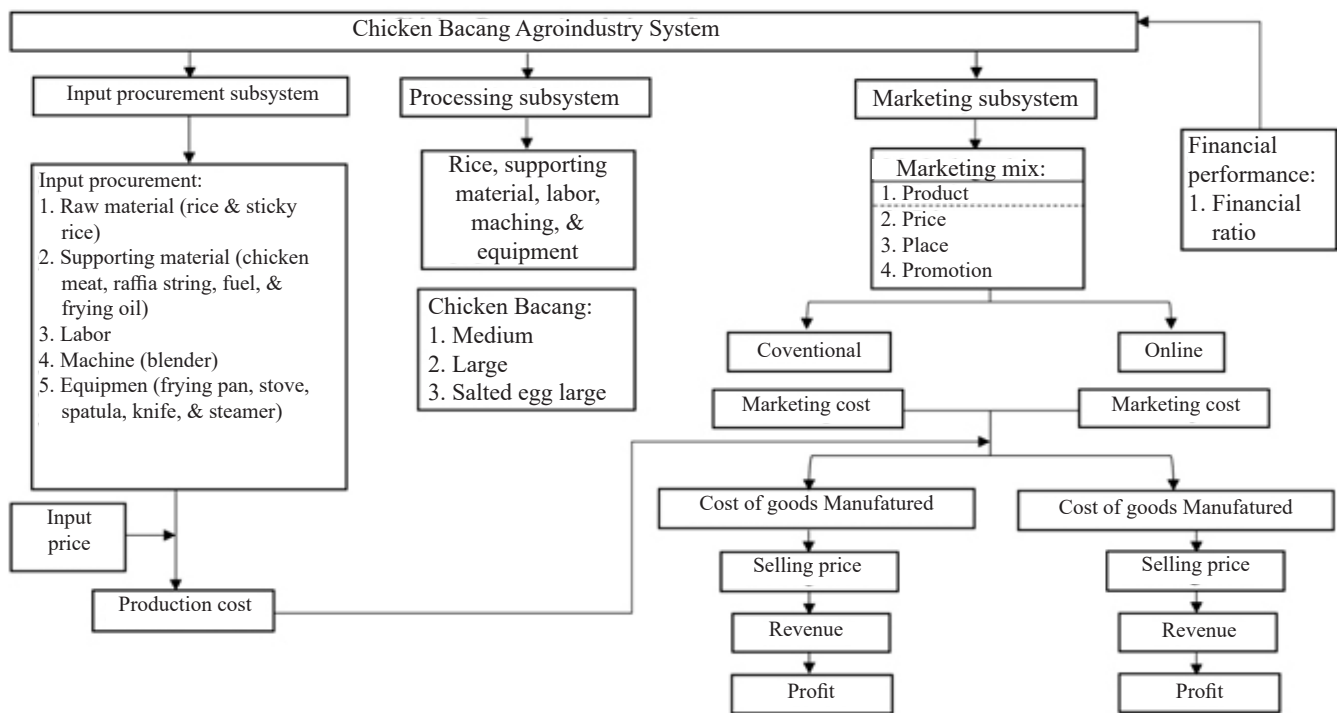 Chicken Bacang Agroindustry System
Input procurement subsystem
Processing subsystem
Marketing subsystem
Input procurement:
1. Raw material (rice & sticky
rice)
2. Supporting material (chicken
meat, raffia string, fuel, &
frying oil)
3. Labor
4. Machine (blender)
5. Equipmen (frying pan, stove,
spatula, knife, & steamer)
Rice, supporting
material, labor,
maching, &
equipment
Chicken Bacang:
1. Medium
2. Large
3. Salted egg large
Marketing mix:
1. Product
2. Price
3. Place
4. Promotion
Financial
performance:
1. Financial
ratio
Coventional
Online
Marketing cost
Marketing cost
Input
price
Production cost
Cost of goods Manufatured
Cost of goods Manufatured
Selling price
Selling price
Revenue
Revenue
Profit
Profit